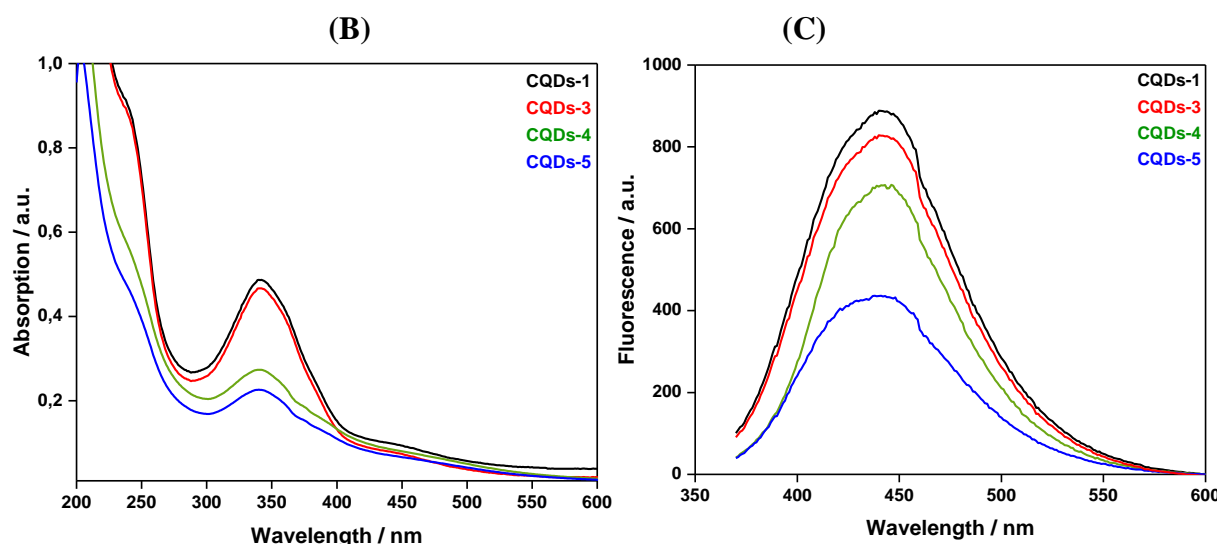 (B)
1,0
0,8
0,6
0,4
0,2
200 250 300 350 400 450 500 550 600
Absorption / a.u.
Wavelength / nm
CQDs-1
CQDs-3
CQDs-4
CQDs-5
(C)
1000
800
600
400
200
0
350 400 450 500 550 600
Fluorescence / a.u.
Wavelength / nm
CQDs-1
CQDs-3
CQDs-4
CQDs-5